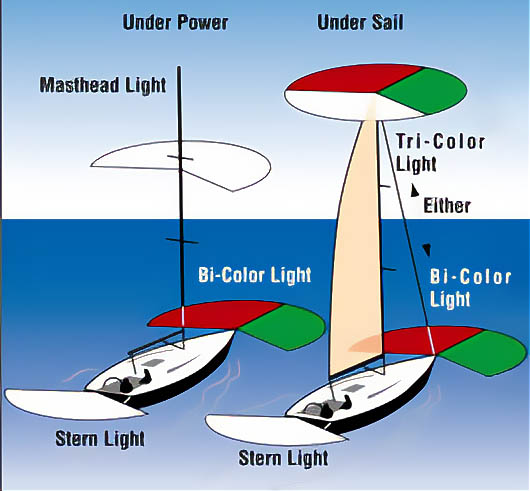 Under Power
Under Sail
Masthead Light
Tri-Color
Light
Either
Bi-Color Light
Bi-Color
Light
Stern Light
Stern Light